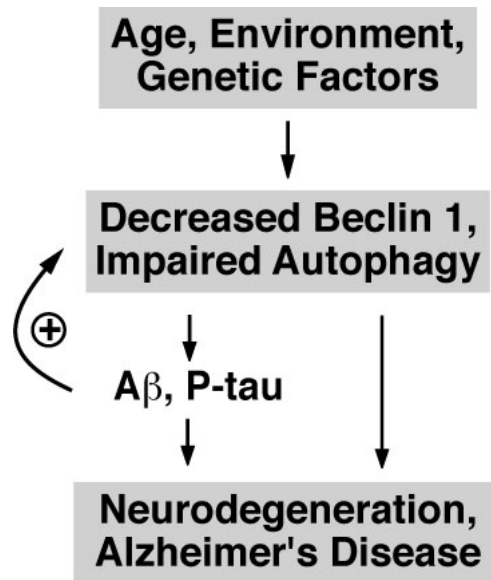 Age, Environment,
Genetic Factors
Decreased Beclin 1,
Impaired Autophagy
+
Aβ, P-tau
Neurodegeneration,
Alzheimer's Disease